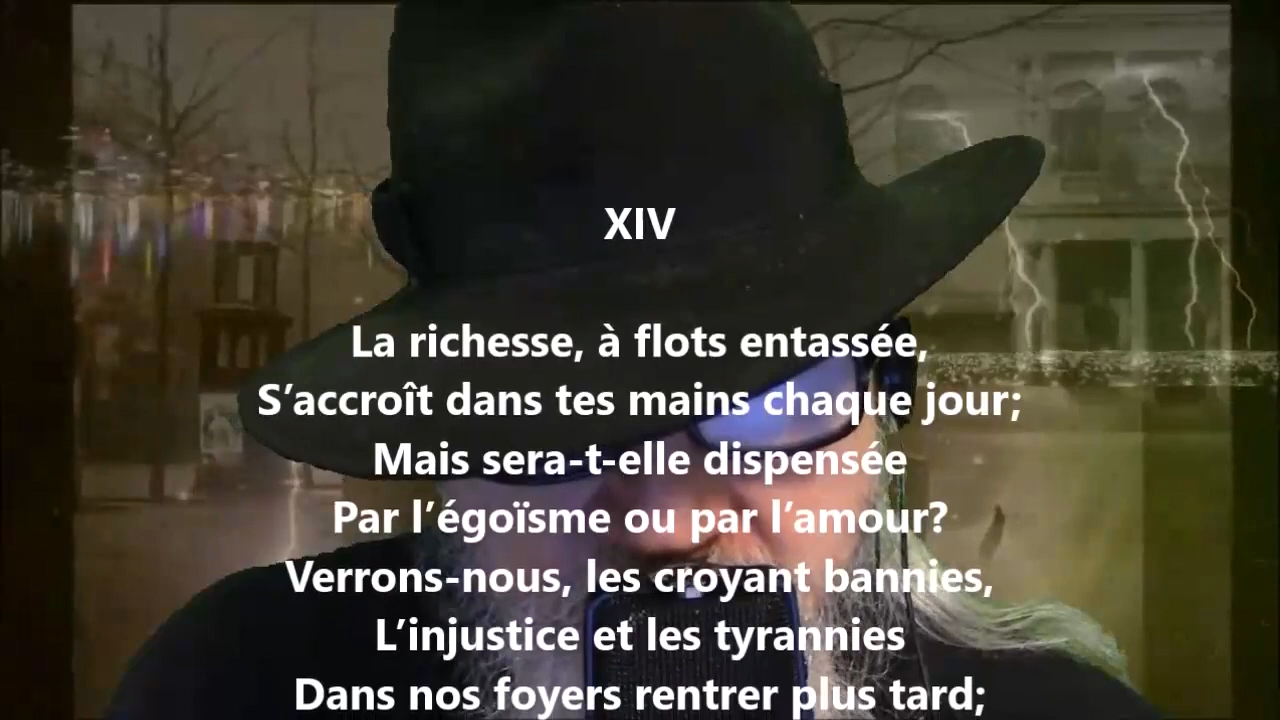 XIV
La richesse, à flots entassée,
S’accroît dans tes mains chaque jour;
Mais sera-t-elle dispensée
Par l’égoïsme ou par l’amour?
Verrons-nous, les croyant bannies,
L’injustice et les tyrannies
Dans nos foyers rentrer plus tard;